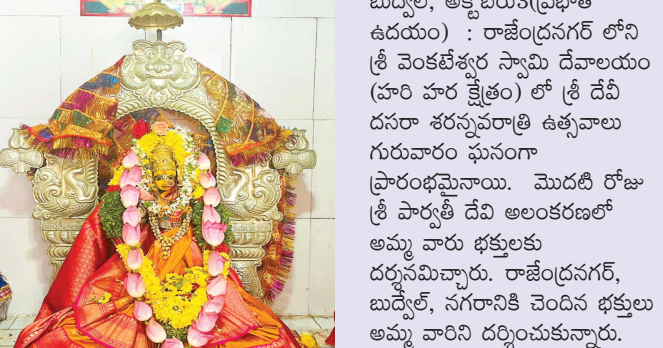 బుద్వేల్, అక్టోబరు3(ప్రభాత
ఉదయం) : రాజేంద్రనగర్ లోని
శ్రీ వెంకటేశ్వర స్వామి దేవాలయం
(హరి హర క్షేత్రం) లో శ్రీ దేవీ
దసరా శరన్నవరాత్రి ఉత్సవాలు
గురువారం ఘనంగా
ప్రారంభమైనాయి. మొదటి రోజు
శ్రీ పార్వతీ దేవి అలంకరణలో
అమ్మ వారు భక్తులకు
దర్శనమిచ్చారు. రాజేంద్రనగర్,
బుద్వేల్, నగరానికి చెందిన భక్తులు
అమ్మ వారిని దర్శించుకున్నారు.